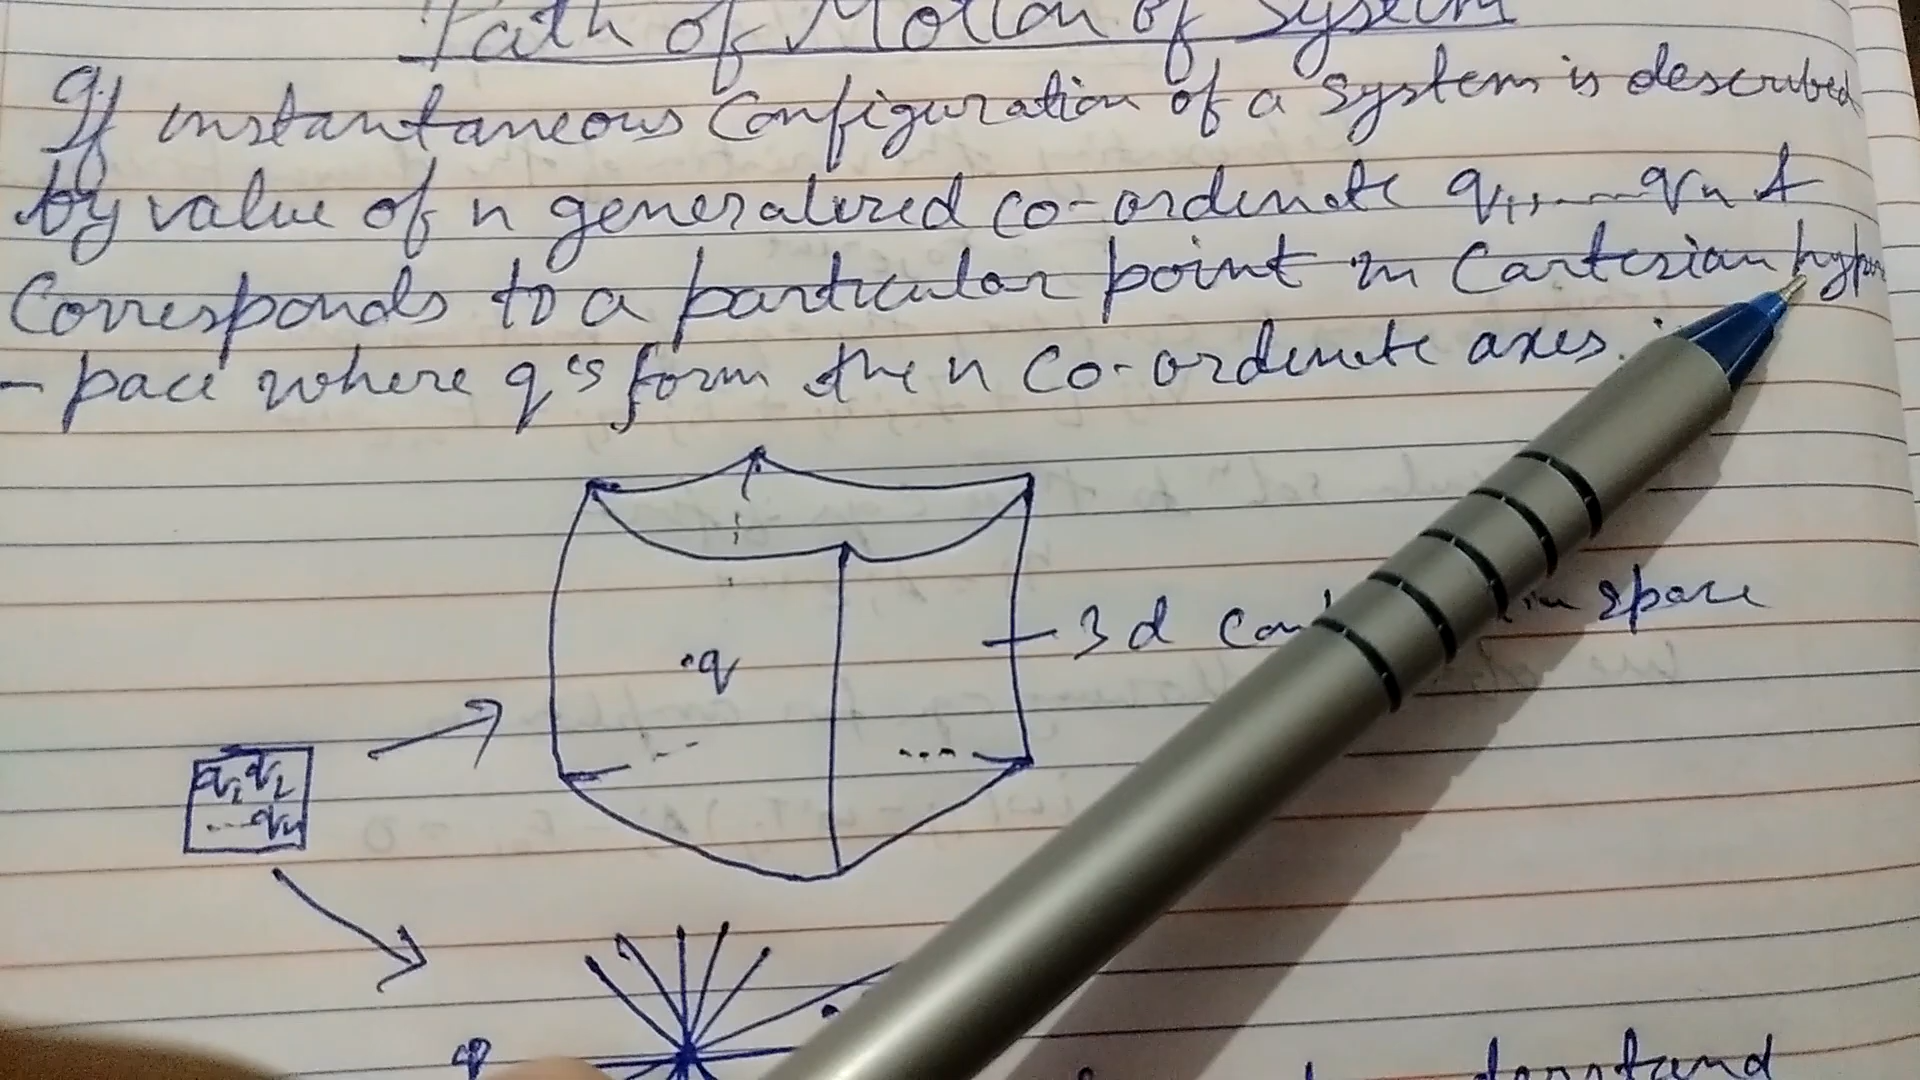 Path of Motion of System
If instantaneous configuration of a system is described
by value of n generalized co-ordinate q1, ---- qn &
Corresponds to a particular point in Cartesian hypers
- pace where q's form the n co-ordinate axes.
.q
3d space
q1 q2
...qn
q